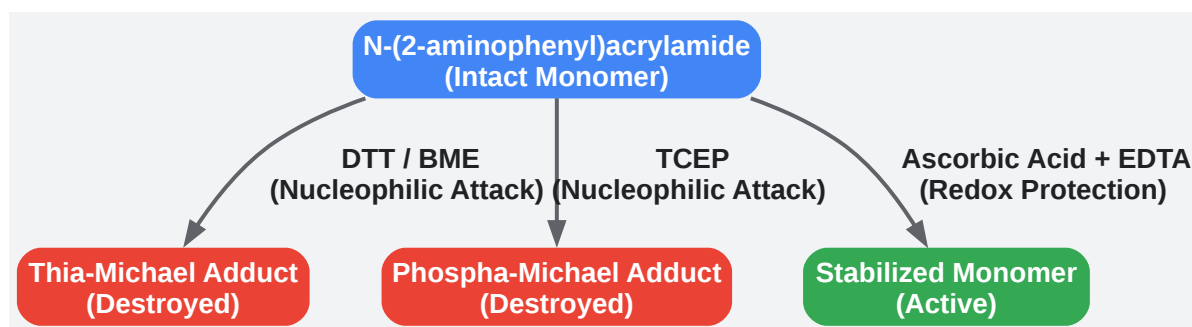 N-(2-aminophenyl)acrylamide
(Intact Monomer)
DTT / BME
(Nucleophilic Attack)
TCEP
(Nucleophilic Attack)
Ascorbic Acid + EDTA
(Redox Protection)
Thia-Michael Adduct
(Destroyed)
Phospha-Michael Adduct
(Destroyed)
Stabilized Monomer
(Active)